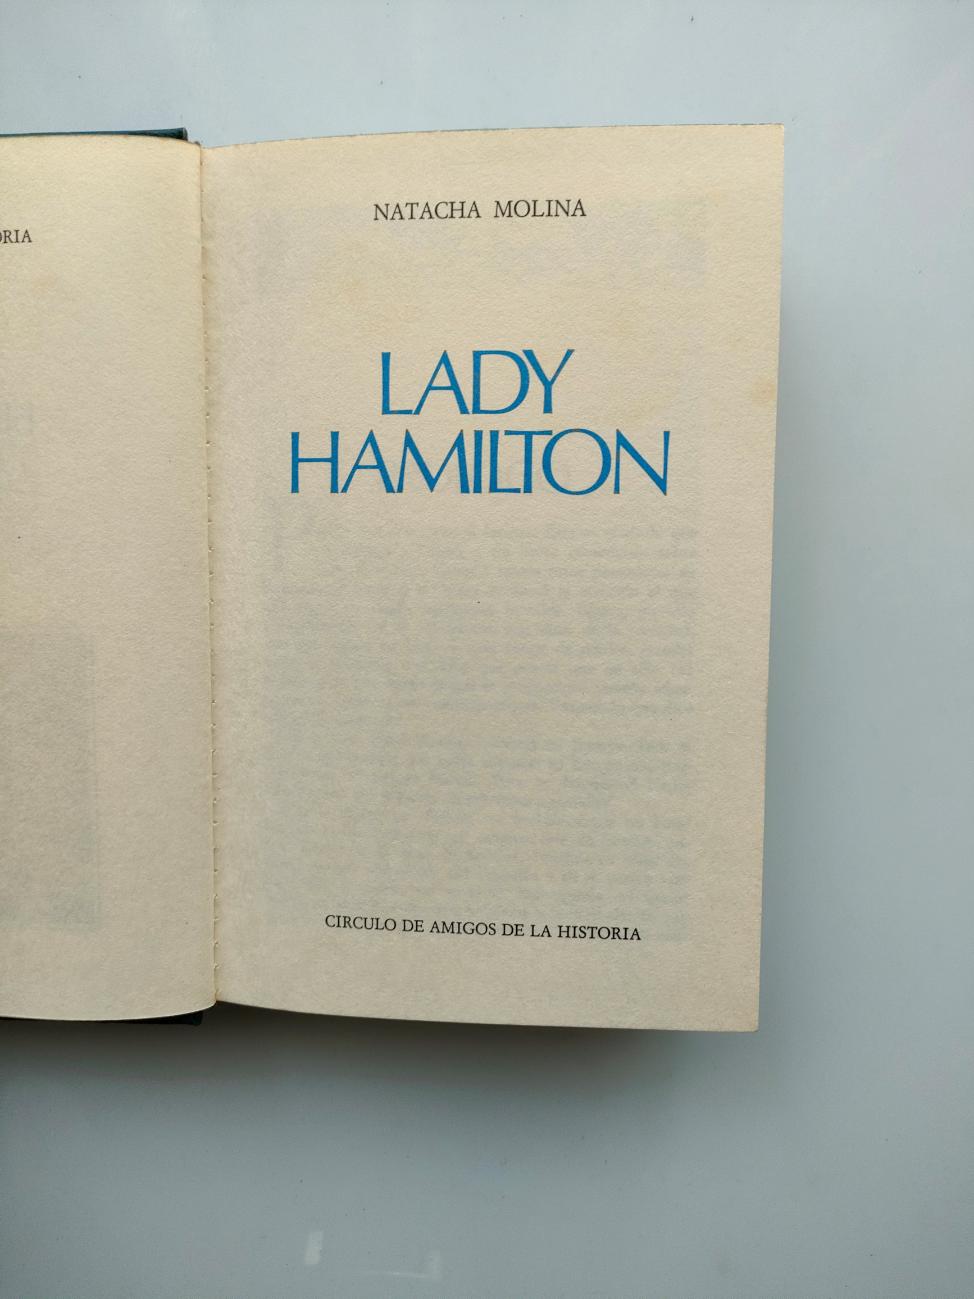 NATACHA MOLINA
LADY
HAMILTON
CIRCULO DE AMIGOS DE LA HISTORIA